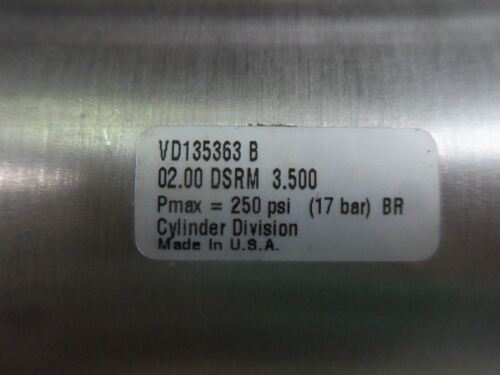 VD135363 B
02.00 DSRM 3.500
Pmax = 250 psi (17 bar) BR
Cylinder Division
Made In U.S.A.